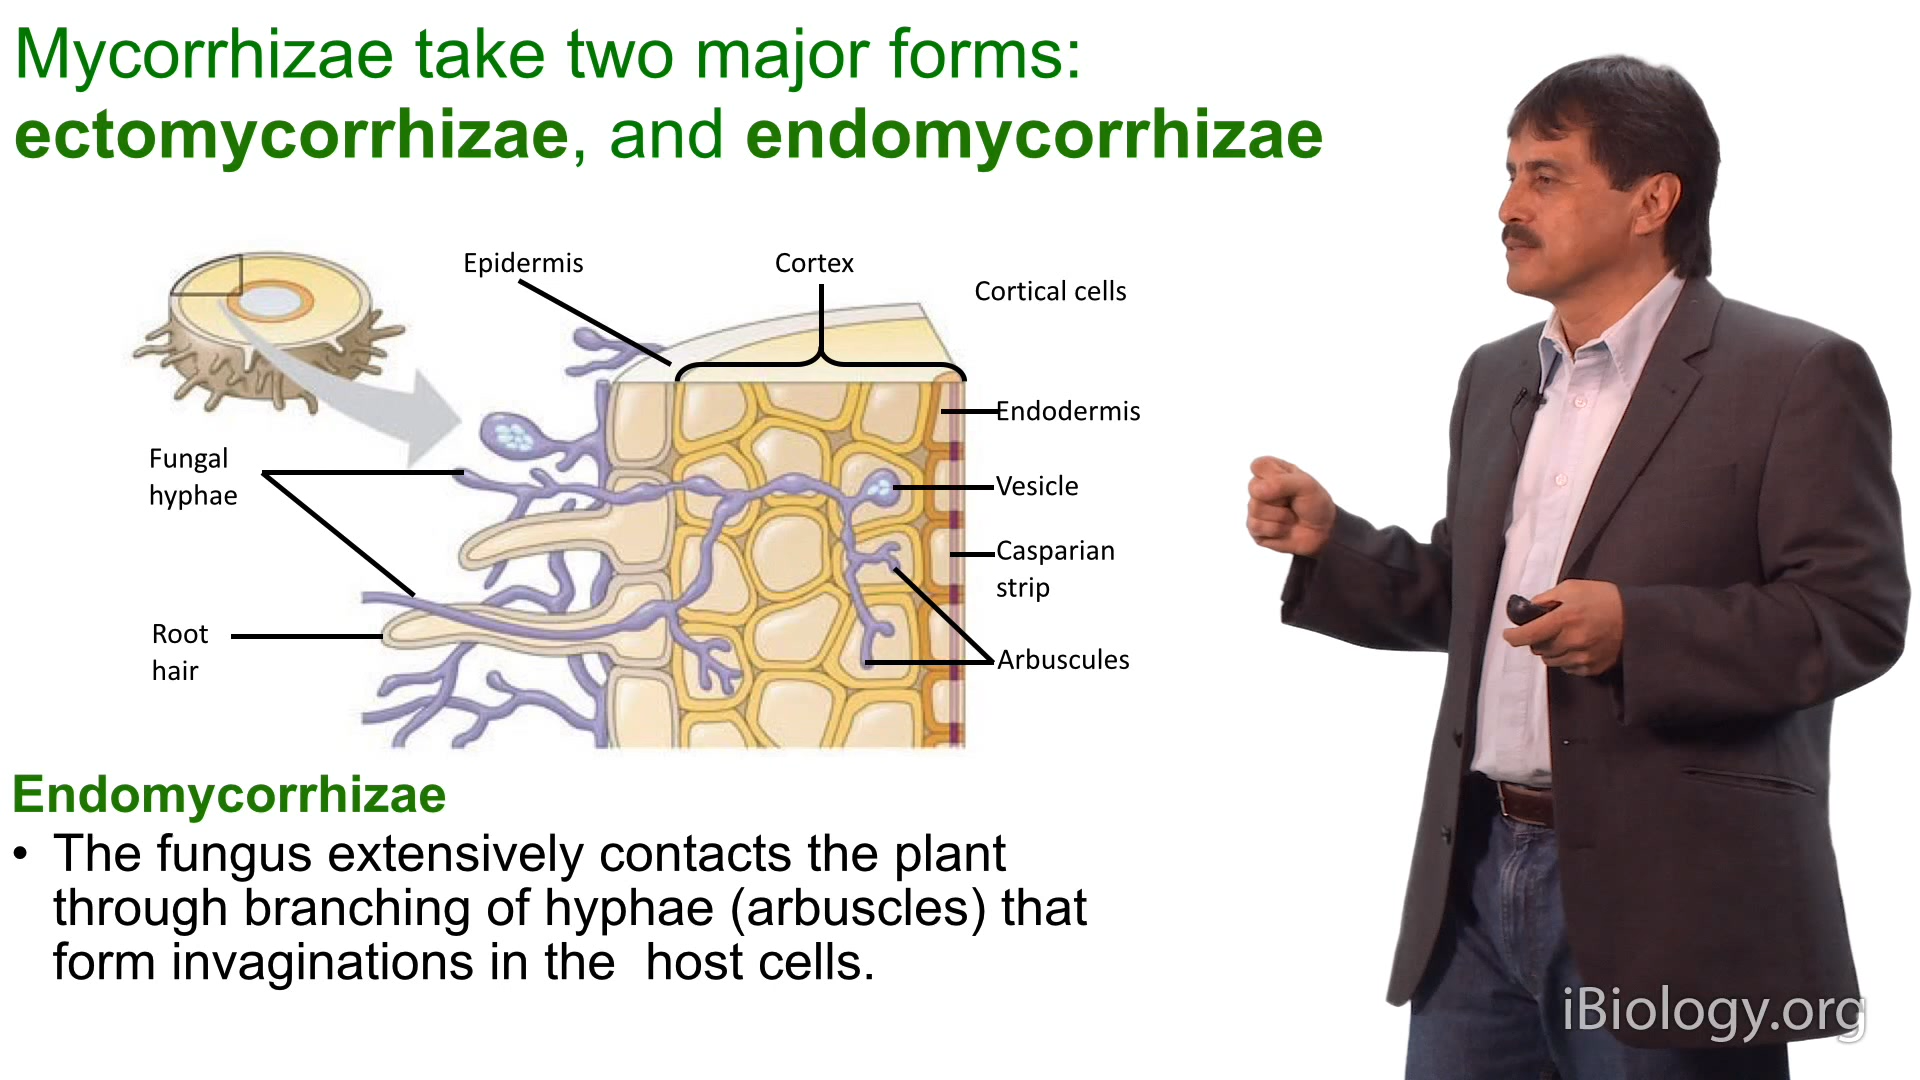 Mycorrhizae take two major forms:
ectomycorrhizae, and endomycorrhizae
Epidermis
Cortex
Cortical cells
Endodermis
Fungal
hyphae
Vesicle
Casparian
strip
Root
hair
Arbuscules
Endomycorrhizae
• The fungus extensively contacts the plant
through branching of hyphae (arbuscles) that
form invaginations in the  host cells.
iBiology.org